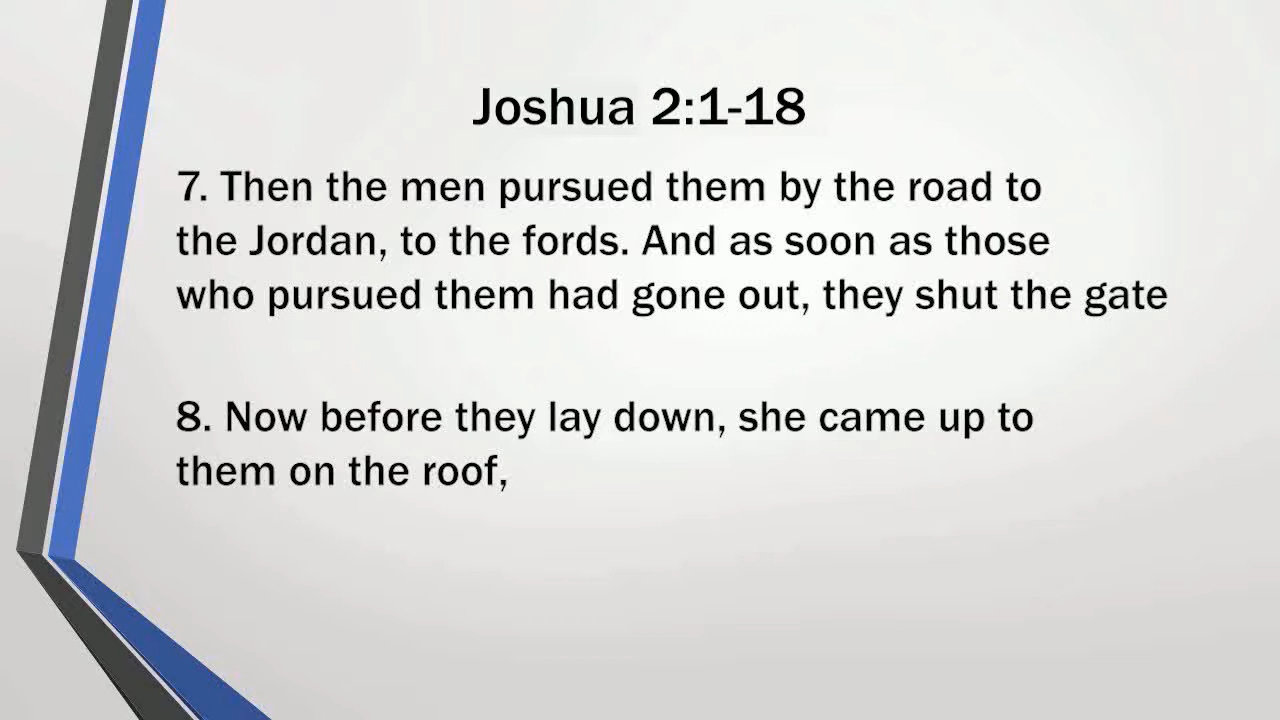 Joshua 2:1-18
7. Then the men pursued them by the road to
the Jordan, to the fords. And as soon as those
who pursued them had gone out, they shut the gate
8. Now before they lay down, she came up to
them on the roof,